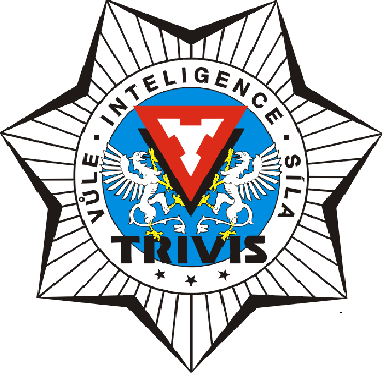 VŮLE · INTELIGENCE · SÍLA
TRIVIS